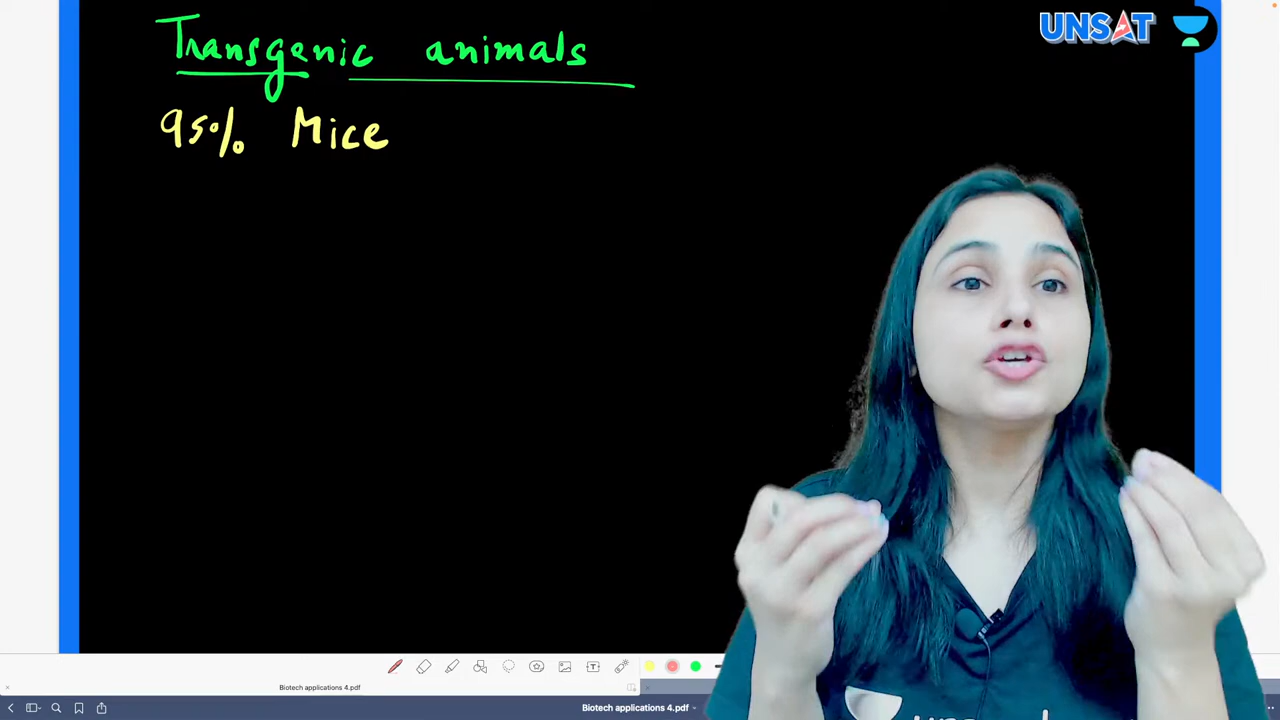 Transgenic animals
UNSAT
95% Mice
Biotech applications 4.pdf
Biotech applications 4.pdf